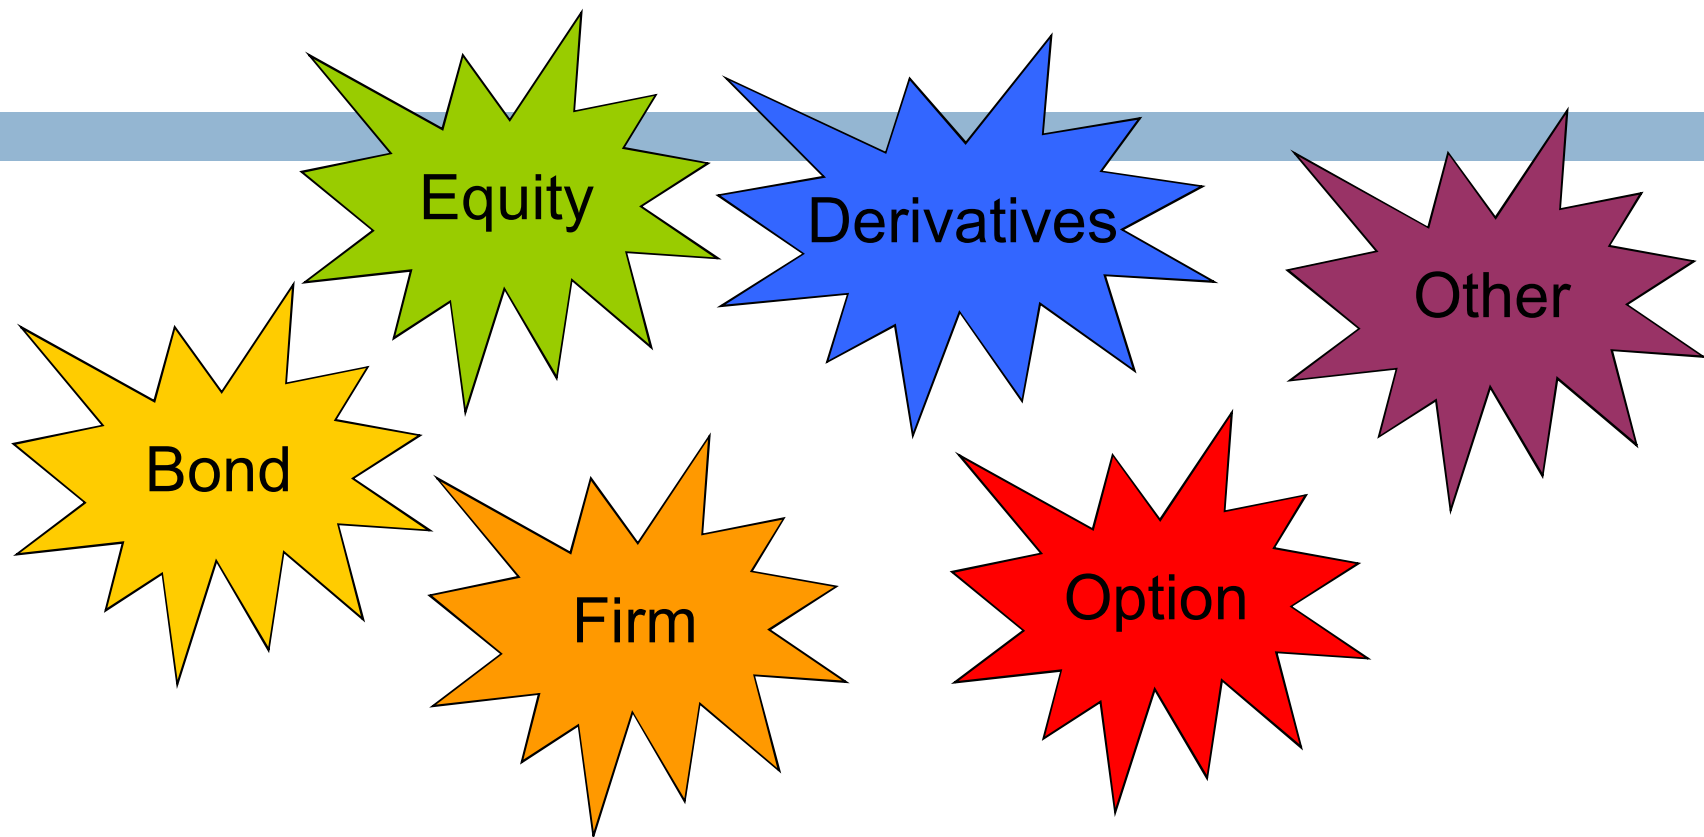 Equity
Derivatives
Other
Bond
Firm
Option